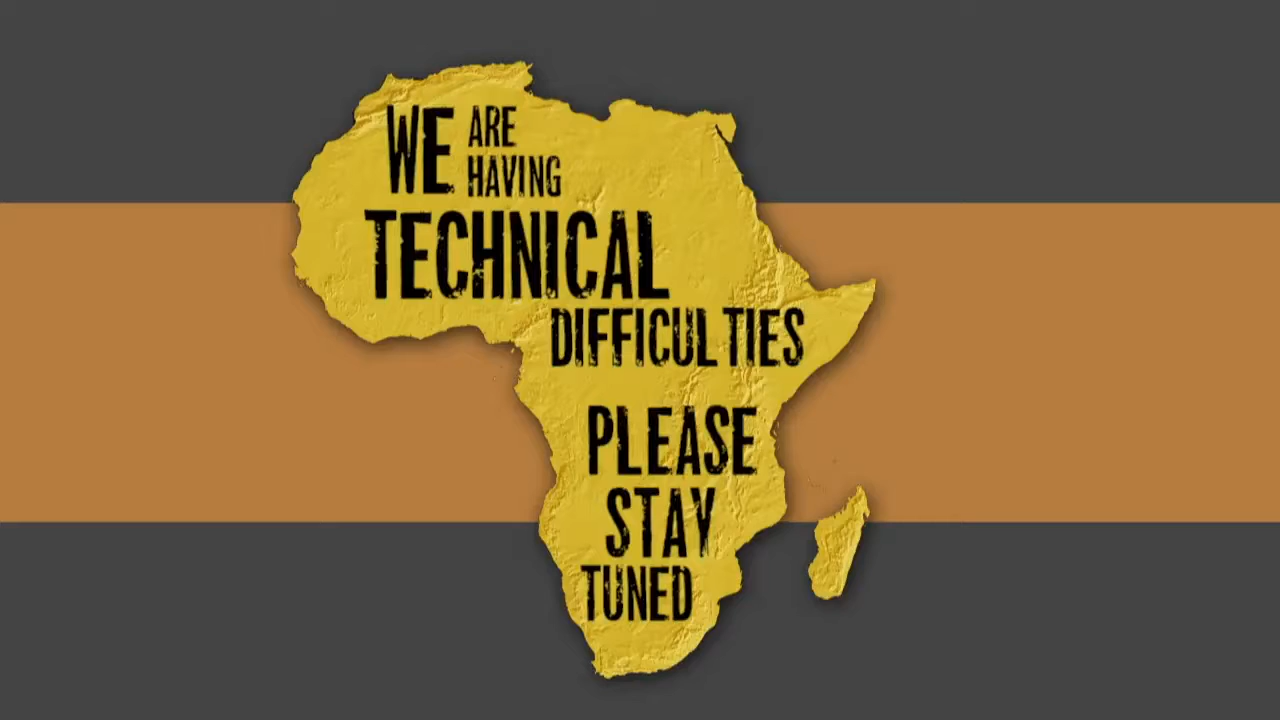 WE ARE
HAVING
TECHNICAL
DIFFICULTIES
PLEASE
STAY
TUNED